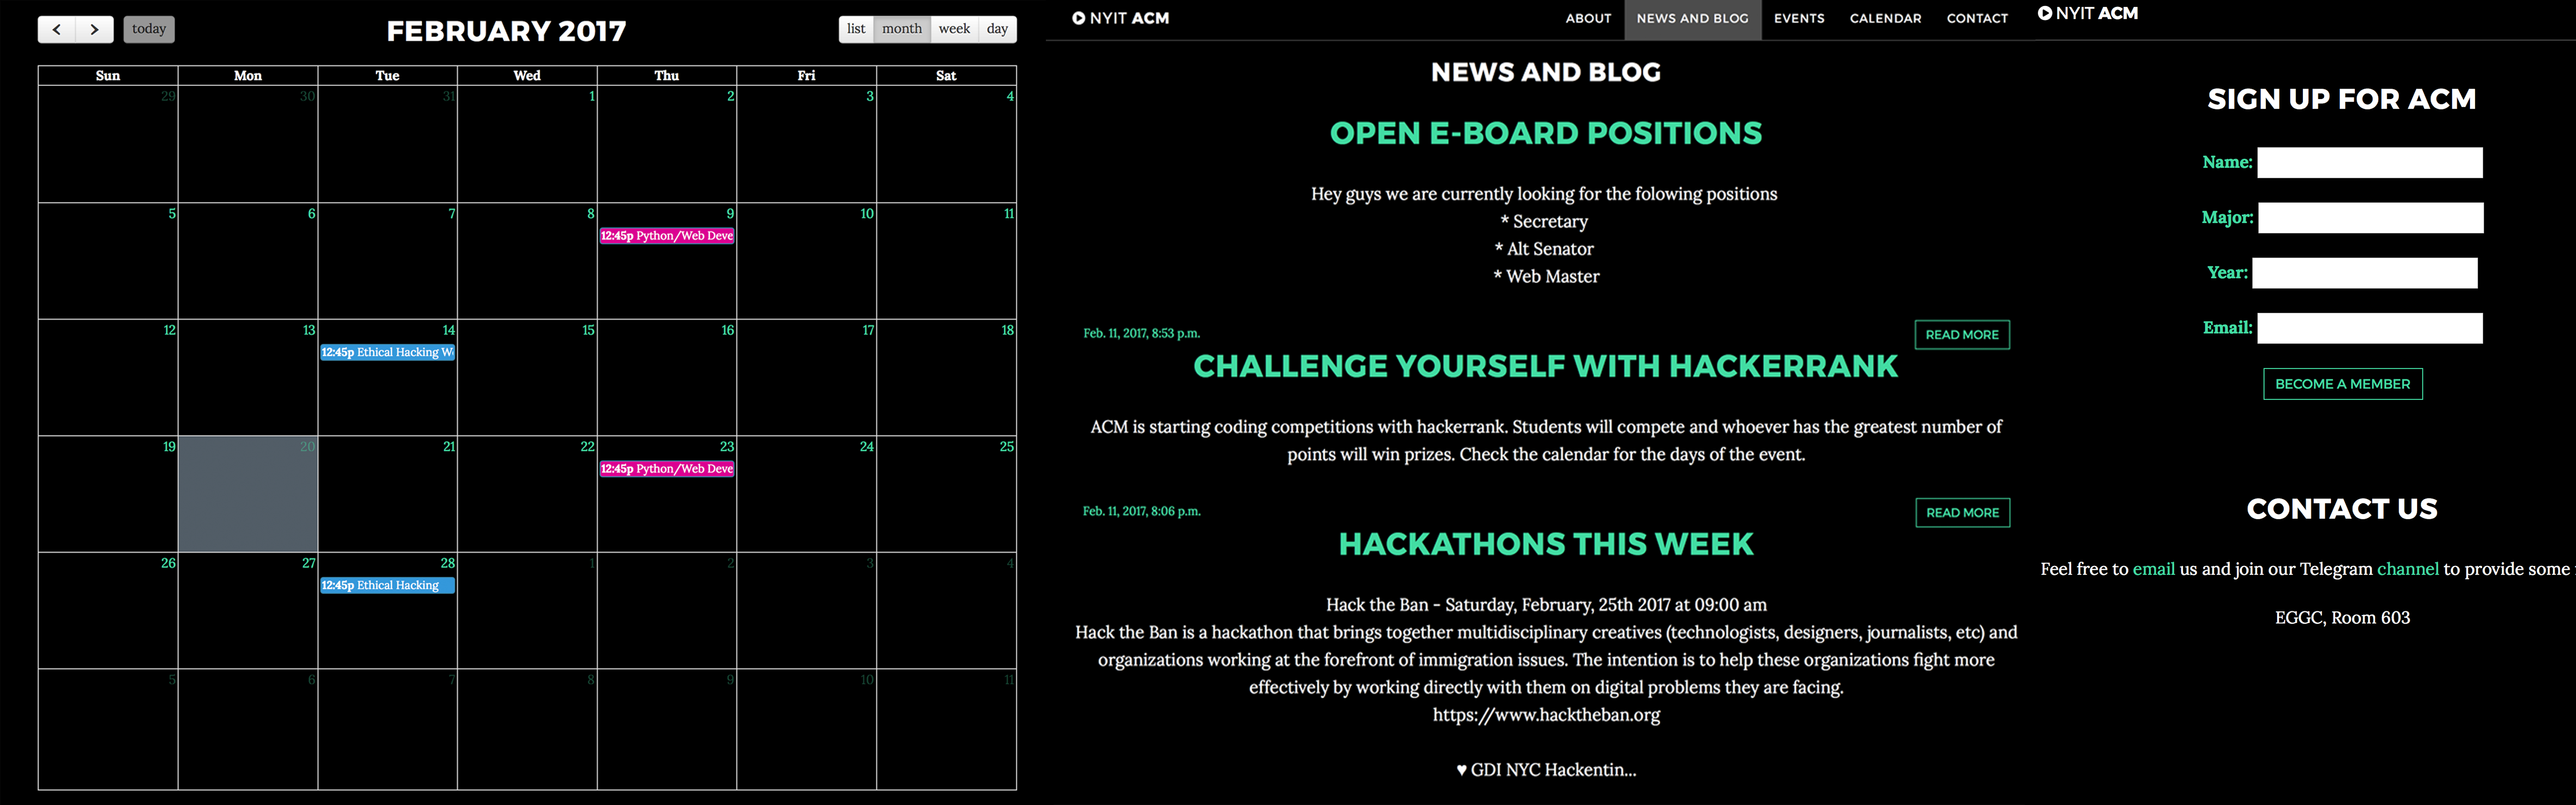 today
FEBRUARY 2017
list month week day
Sun Mon Tue Wed Thu Fri Sat
29 30 31 1 2 3 4
5 6 7 8 9 10 11
12:45p Python/Web Deve
12 13 14 15 16 17 18
12:45p Ethical Hacking W
19 20 21 22 23 24 25
12:45p Python/Web Deve
26 27 28 1 2 3 4
12:45p Ethical Hacking
5 6 7 8 9 10 11
NYIT ACM
ABOUT NEWS AND BLOG EVENTS CALENDAR CONTACT
NEWS AND BLOG
OPEN E-BOARD POSITIONS
Hey guys we are currently looking for the folowing positions
* Secretary
* Alt Senator
* Web Master
Feb. 11, 2017, 8:53 p.m. READ MORE
CHALLENGE YOURSELF WITH HACKERRANK
ACM is starting coding competitions with hackerrank. Students will compete and whoever has the greatest number of
points will win prizes. Check the calendar for the days of the event.
Feb. 11, 2017, 8:06 p.m. READ MORE
HACKATHONS THIS WEEK
Hack the Ban - Saturday, February, 25th 2017 at 09:00 am
Hack the Ban is a hackathon that brings together multidisciplinary creatives (technologists, designers, journalists, etc) and
organizations working at the forefront of immigration issues. The intention is to help these organizations fight more
effectively by working directly with them on digital problems they are facing.
https://www.hacktheban.org
♥ GDI NYC Hackentin...
NYIT ACM
SIGN UP FOR ACM
Name:
Major:
Year:
Email:
BECOME A MEMBER
CONTACT US
Feel free to email us and join our Telegram channel to provide some
EGGC, Room 603